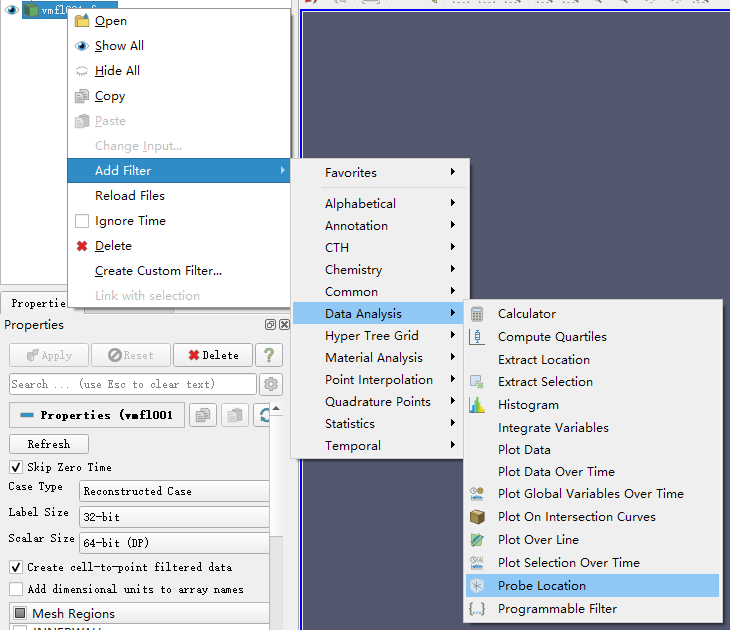 Open
Show All
Hide All
Copy
Paste
Change Input...
Add Filter
Reload Files
Ignore Time
Delete
Create Custom Filter...
Link with selection
Favorites
Alphabetical
Annotation
CTH
Chemistry
Common
Data Analysis
Hyper Tree Grid
Material Analysis
Point Interpolation
Quadrature Points
Statistics
Temporal
Calculator
Compute Quartiles
Extract Location
Extract Selection
Histogram
Integrate Variables
Plot Data
Plot Data Over Time
Plot Global Variables Over Time
Plot On Intersection Curves
Plot Over Line
Plot Selection Over Time
Probe Location
Programmable Filter
Properties
Apply
Reset
Delete
?
Search ... (use Esc to clear text)
Properties (vmfl001
Refresh
Skip Zero Time
Case Type
Reconstructed Case
Label Size
32-bit
Scalar Size
64-bit (DP)
Create cell-to-point filtered data
Add dimensional units to array names
Mesh Regions